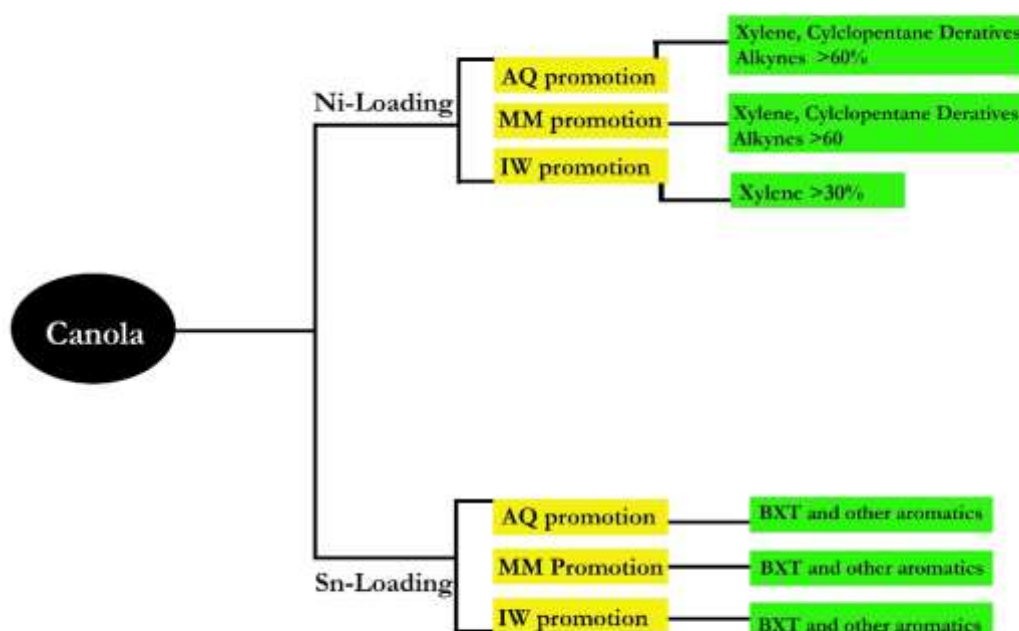 Xylene, Cylclopentane Deratives
Alkynes >60%
AQ promotion
Ni-Loading
MM promotion
Xylene, Cylclopentane Deratives
Alkynes >60
IW promotion
Xylene >30%
Canola
AQ promotion
BXT and other aromatics
MM Promotion
BXT and other aromatics
Sn-Loading
IW promotion
BXT and other aromatics